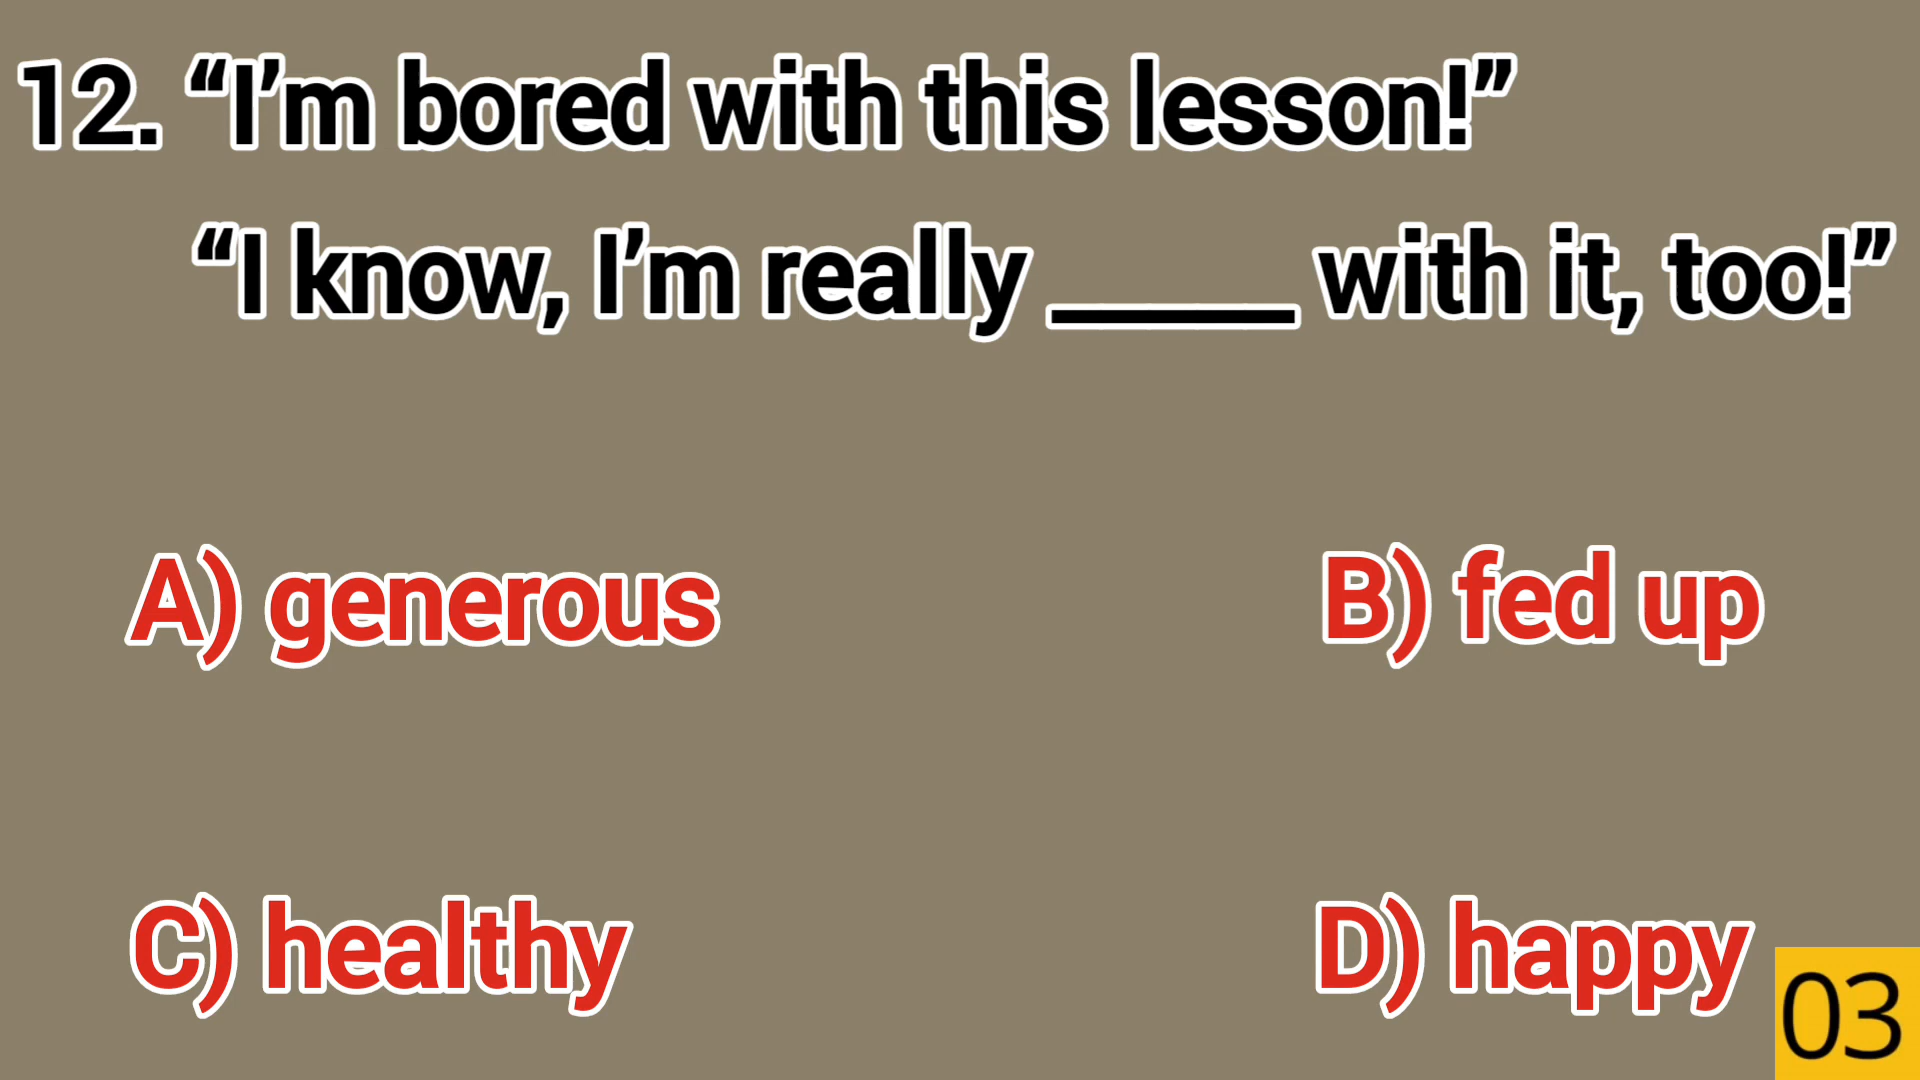 12. “I’m bored with this lesson!”
“I know, I’m really _____ with it, too!”
A) generous
B) fed up
C) healthy
D) happy
03